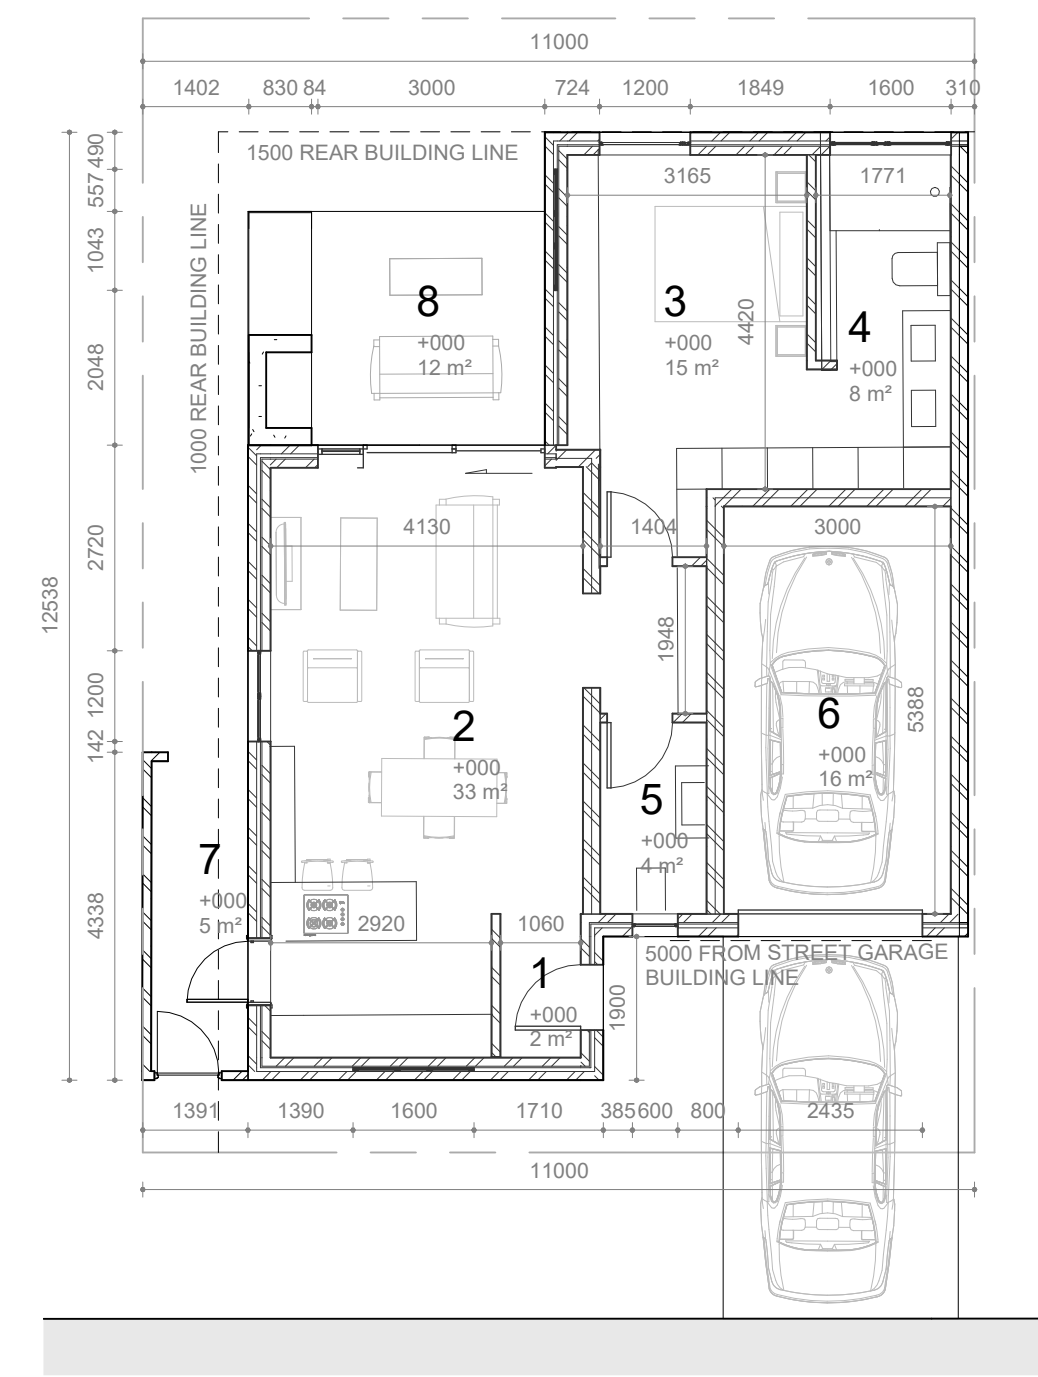 11000
1402 830 84 3000 724 1200 1849 1600 310
1500 REAR BUILDING LINE
490
557
1043
2048
2720
1200
142
4338
12538
1000 REAR BUILDING LINE
3165
1771
8
+000
12 m²
3
+000
15 m²
4420
4
+000
8 m²
4130
1404
3000
1948
5388
2
+000
33 m²
6
+000
16 m²
5
+000
4 m²
7
+000
5 m²
2920
1060
1
+000
2 m²
1900
5000 FROM STREET GARAGE
BUILDING LINE
1391 1390 1600 1710 385 600 800 2435
11000